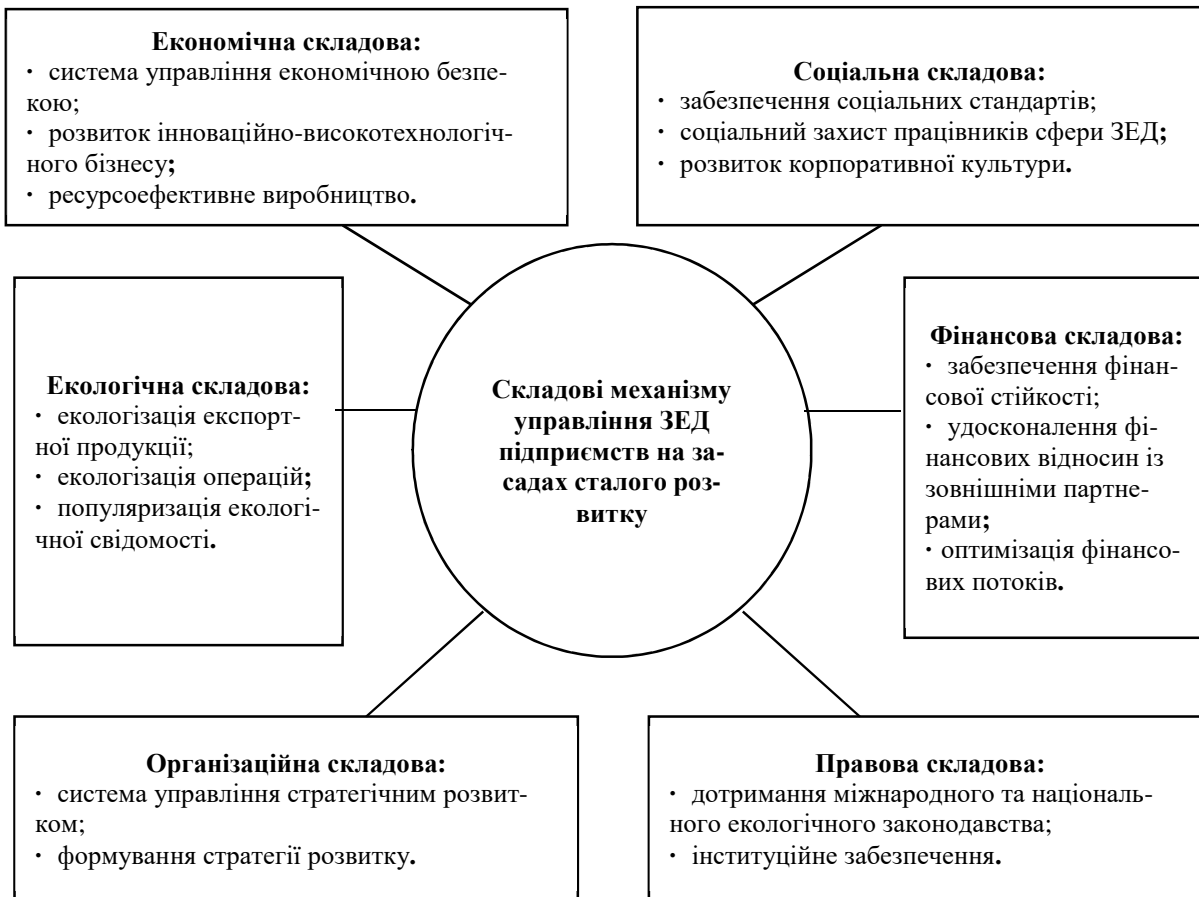 Економічна складова:
· система управління економічною безпе-
кою;
· розвиток інноваційно-високотехнологіч-
ного бізнесу;
· ресурсоефективне виробництво.
Соціальна складова:
· забезпечення соціальних стандартів;
· соціальний захист працівників сфери ЗЕД;
· розвиток корпоративної культури.
Екологічна складова:
· екологізація експорт-
ної продукції;
· екологізація операцій;
· популяризація екологі-
чної свідомості.
Складові механізму
управління ЗЕД
підприємств на за-
садах сталого роз-
витку
Фінансова складова:
· забезпечення фінан-
сової стійкості;
· удосконалення фі-
нансових відносин із
зовнішніми партне-
рами;
· оптимізація фінансо-
вих потоків.
Організаційна складова:
· система управління стратегічним розвит-
ком;
· формування стратегії розвитку.
Правова складова:
· дотримання міжнародного та національ-
ного екологічного законодавства;
· інституційне забезпечення.